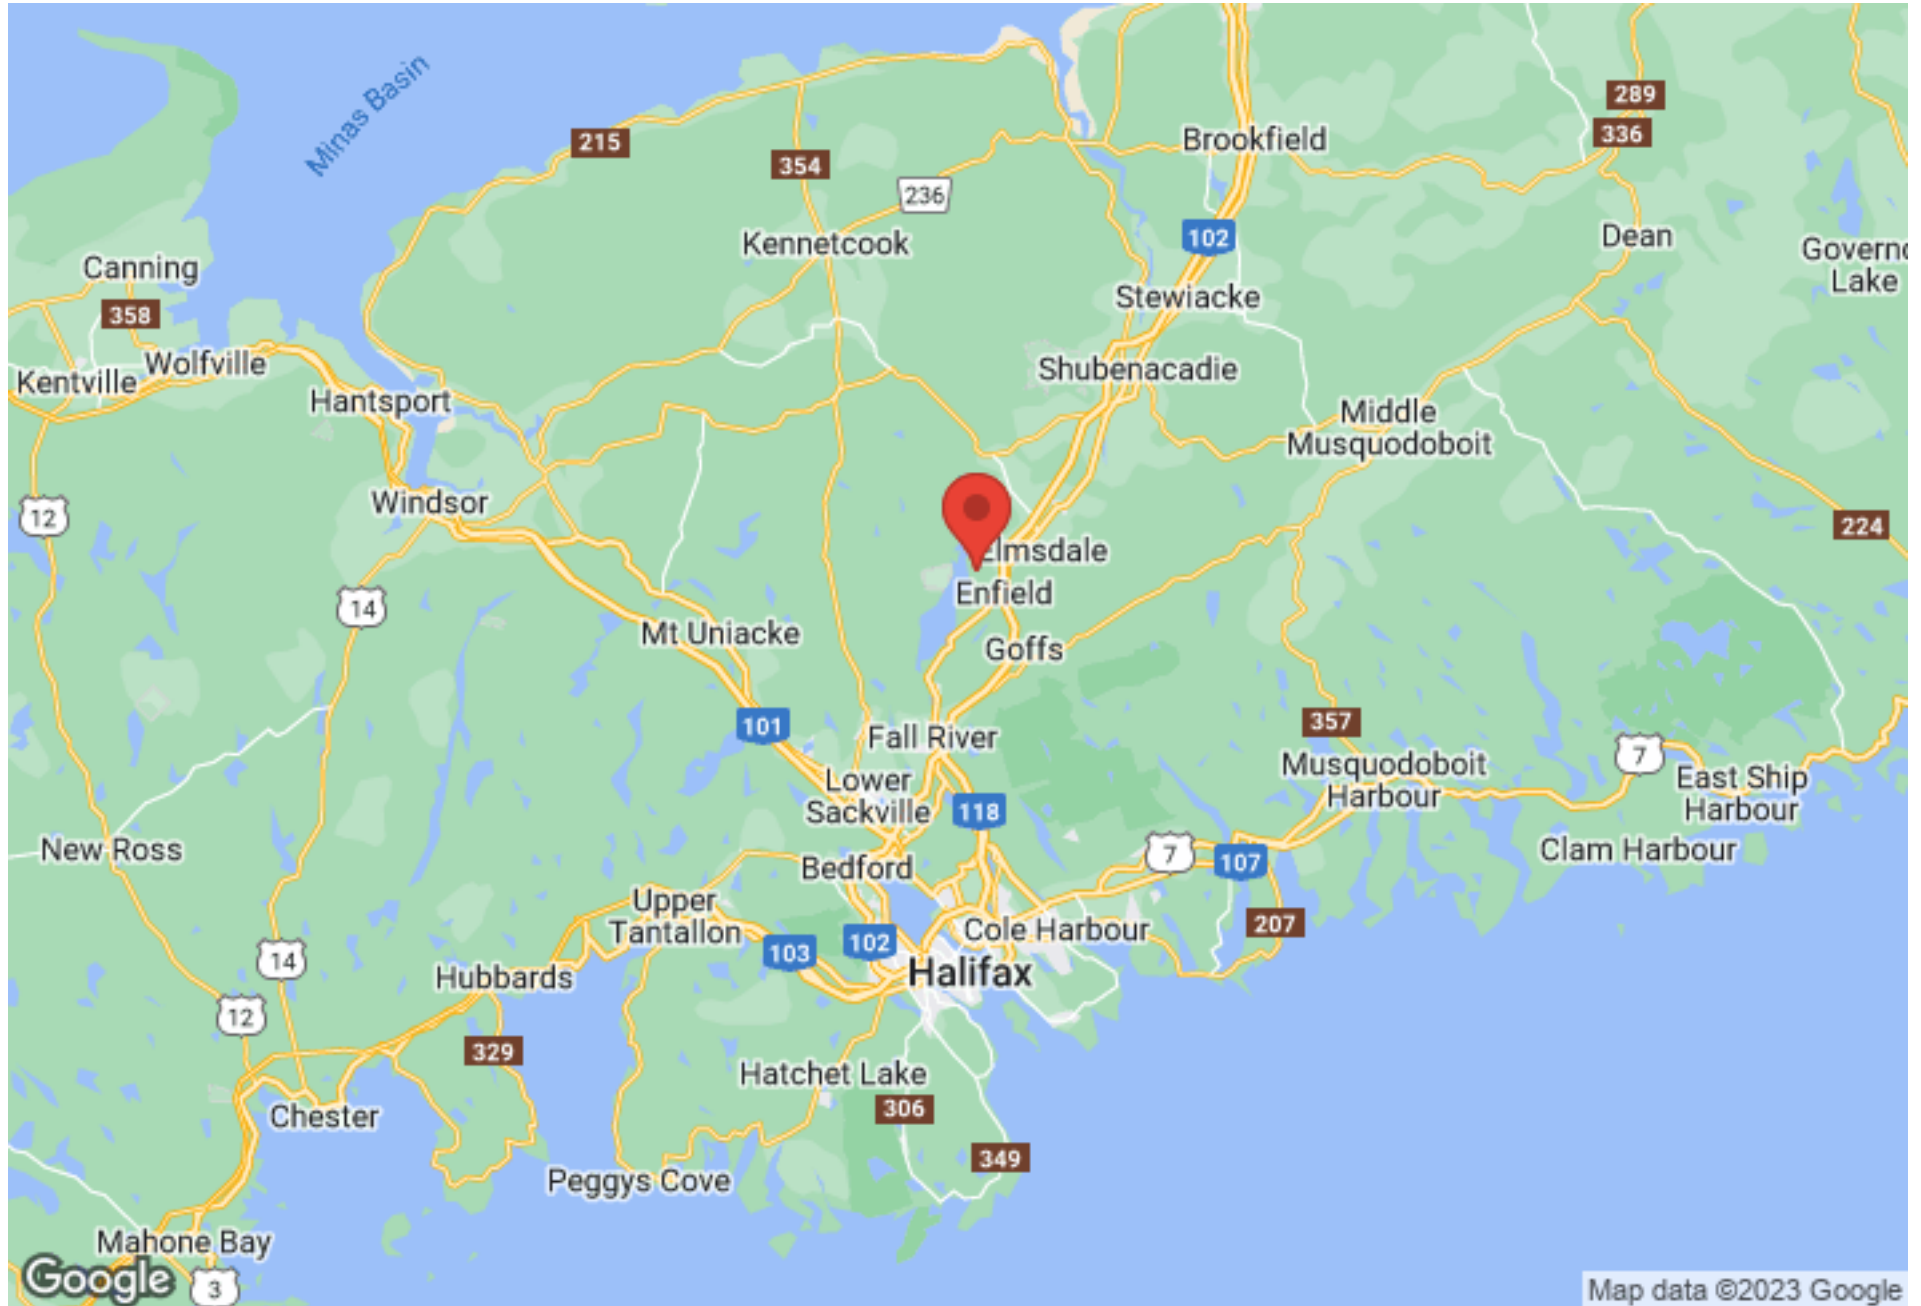 Minas Basin
289
336
215
354
Brookfield
236
102
Dean
Kennetcook
Governo
Lake
Canning
358
Stewiacke
Wolfville
Kentville
Shubenacadie
Hantsport
Middle
Musquodoboit
Windsor
12
224
Elmsdale
Enfield
14
Mt Uniacke
Goffs
101
357
Fall River
7
Lower
Sackville
Musquodoboit
Harbour
East Ship
Harbour
118
New Ross
Bedford
7
107
Clam Harbour
Upper
Tantallon
207
Cole Harbour
103
102
14
Hubbards
Halifax
12
329
Hatchet Lake
306
Chester
349
Peggys Cove
Mahone Bay
Google
3
Map data ©2023 Google